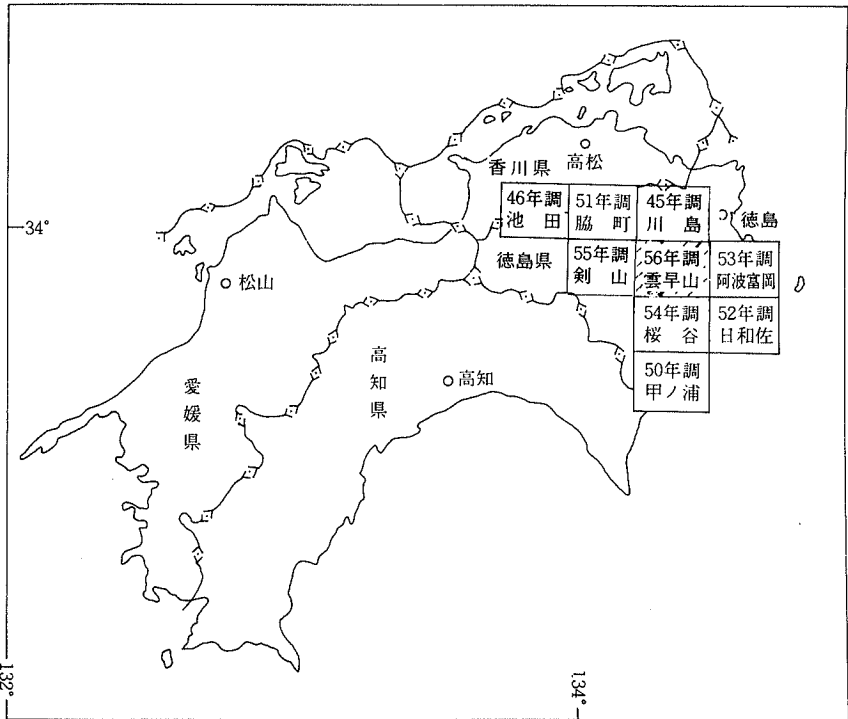 香川県
高松
46年調
池田
51年調
脇町
45年調
川島
徳島
34°
松山
徳島県
55年調
剣山
56年調
雲早山
53年調
阿波富岡
54年調
桜谷
52年調
日和佐
50年調
甲ノ浦
高知県
高知
愛媛県
132°
134°